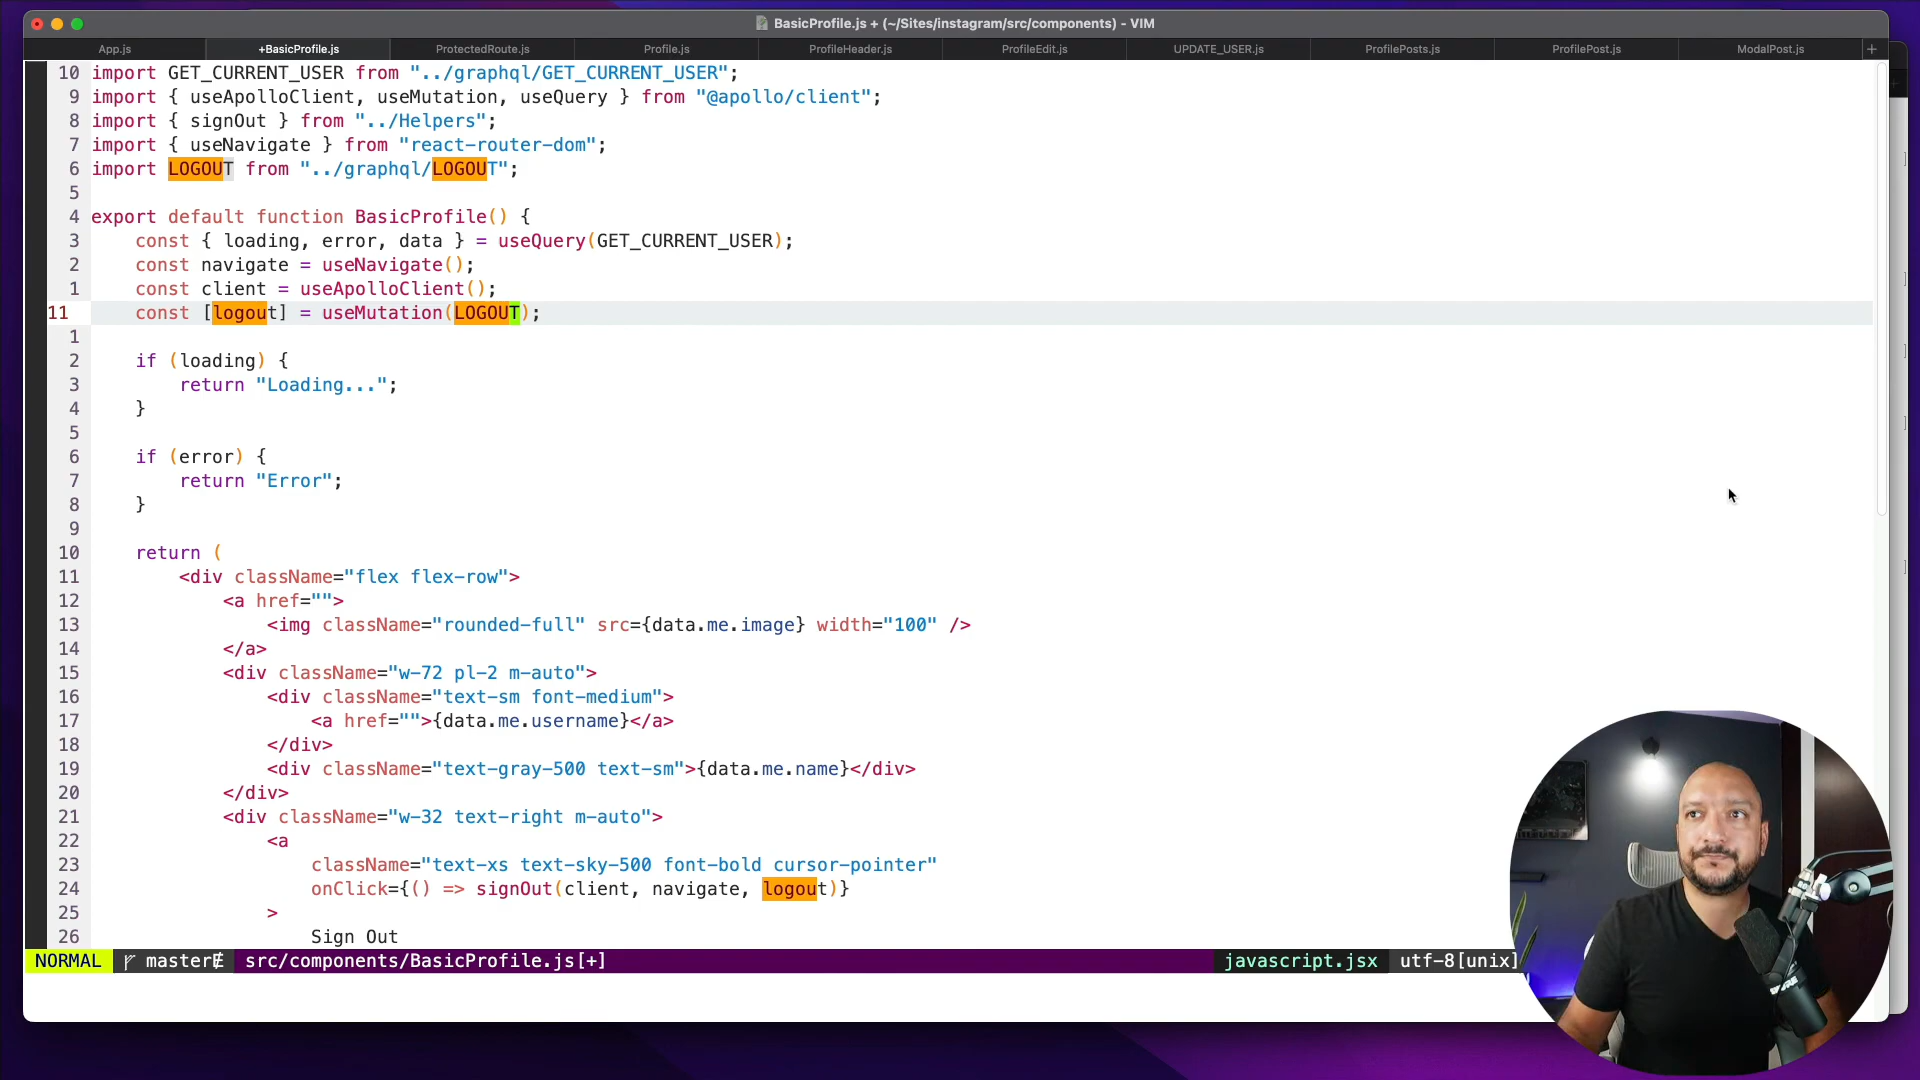 BasicProfile.js + (~/Sites/instagram/src/components) - VIM
App.js +BasicProfile.js ProtectedRoute.js Profile.js ProfileHeader.js ProfileEdit.js UPDATE_USER.js ProfilePosts.js ProfilePost.js ModalPost.js +
10 import GET_CURRENT_USER from "../graphql/GET_CURRENT_USER";
9 import { useApolloClient, useMutation, useQuery } from "@apollo/client";
8 import { signOut } from "../Helpers";
7 import { useNavigate } from "react-router-dom";
6 import LOGOUT from "../graphql/LOGOUT";
5
4 export default function BasicProfile() {
3 const { loading, error, data } = useQuery(GET_CURRENT_USER);
2 const navigate = useNavigate();
1 const client = useApolloClient();
11 const [logout] = useMutation(LOGOUT);
1
2 if (loading) {
3 return "Loading...";
4 }
5
6 if (error) {
7 return "Error";
8 }
9
10 return (
11 <div className="flex flex-row">
12 <a href="">
13 <img className="rounded-full" src={data.me.image} width="100" />
14 </a>
15 <div className="w-72 pl-2 m-auto">
16 <div className="text-sm font-medium">
17 <a href="">{data.me.username}</a>
18 </div>
19 <div className="text-gray-500 text-sm">{data.me.name}</div>
20 </div>
21 <div className="w-32 text-right m-auto">
22 <a
23 className="text-xs text-sky-500 font-bold cursor-pointer"
24 onClick={() => signOut(client, navigate, logout)}
25 >
26 Sign Out
NORMAL masterɆ src/components/BasicProfile.js[+] javascript.jsx utf-8[unix]